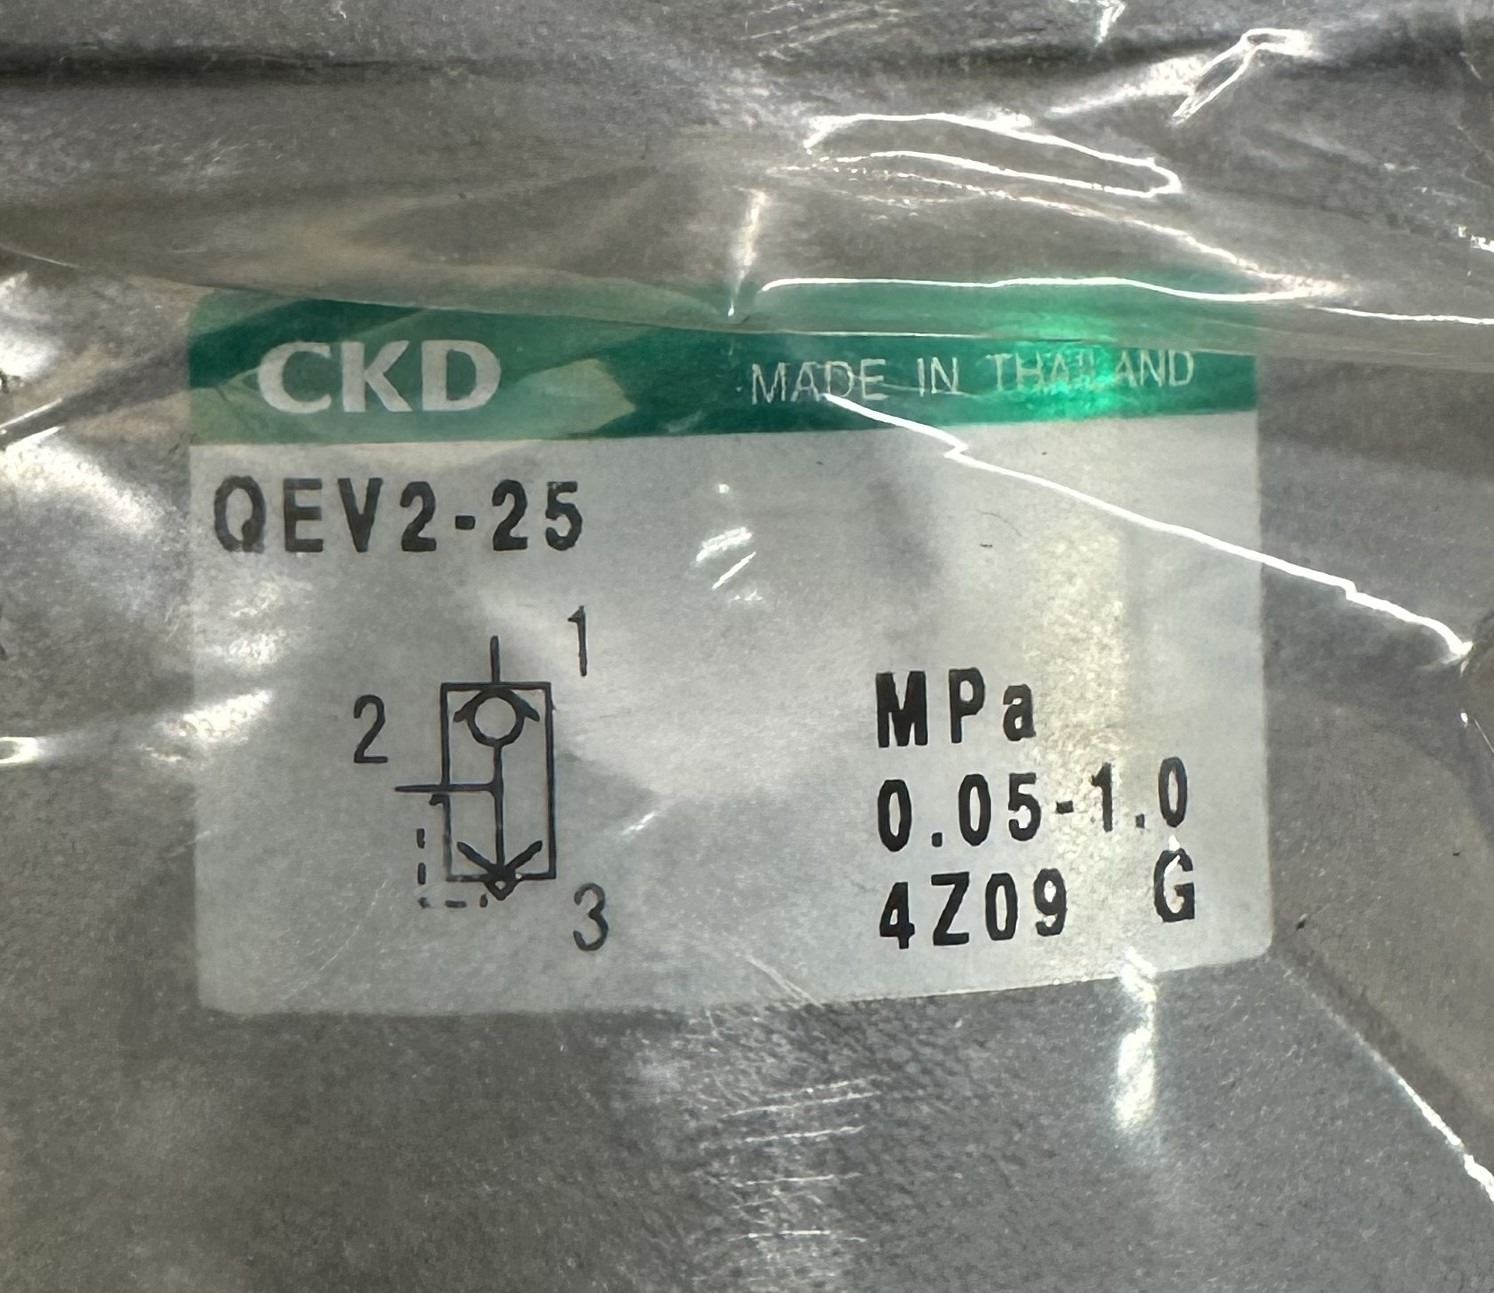 CKD MADE IN THAILAND
QEV2-25
1
2
MPa
0.05-1.0
4Z09 G
3